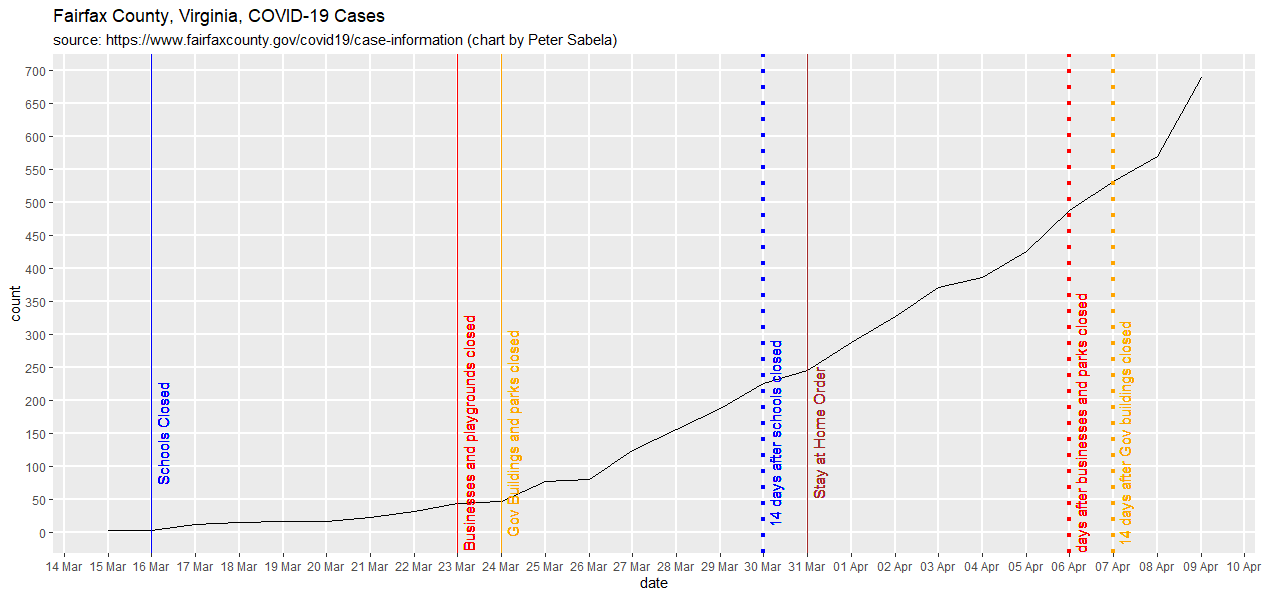 Fairfax County, Virginia, COVID-19 Cases
source: https://www.fairfaxcounty.gov/covid19/case-information (chart by Peter Sabela)
700
650
600
550
500
450
400
350
300
250
200
150
100
50
0
count
Schools Closed
Businesses and playgrounds closed
Gov Buildings and parks closed
14 days after schools closed
Stay at Home Order
days after businesses and parks closed
14 days after Gov buildings closed
14 Mar 15 Mar 16 Mar 17 Mar 18 Mar 19 Mar 20 Mar 21 Mar 22 Mar 23 Mar 24 Mar 25 Mar 26 Mar 27 Mar 28 Mar 29 Mar 30 Mar 31 Mar 01 Apr 02 Apr 03 Apr 04 Apr 05 Apr 06 Apr 07 Apr 08 Apr 09 Apr 10 Apr
date